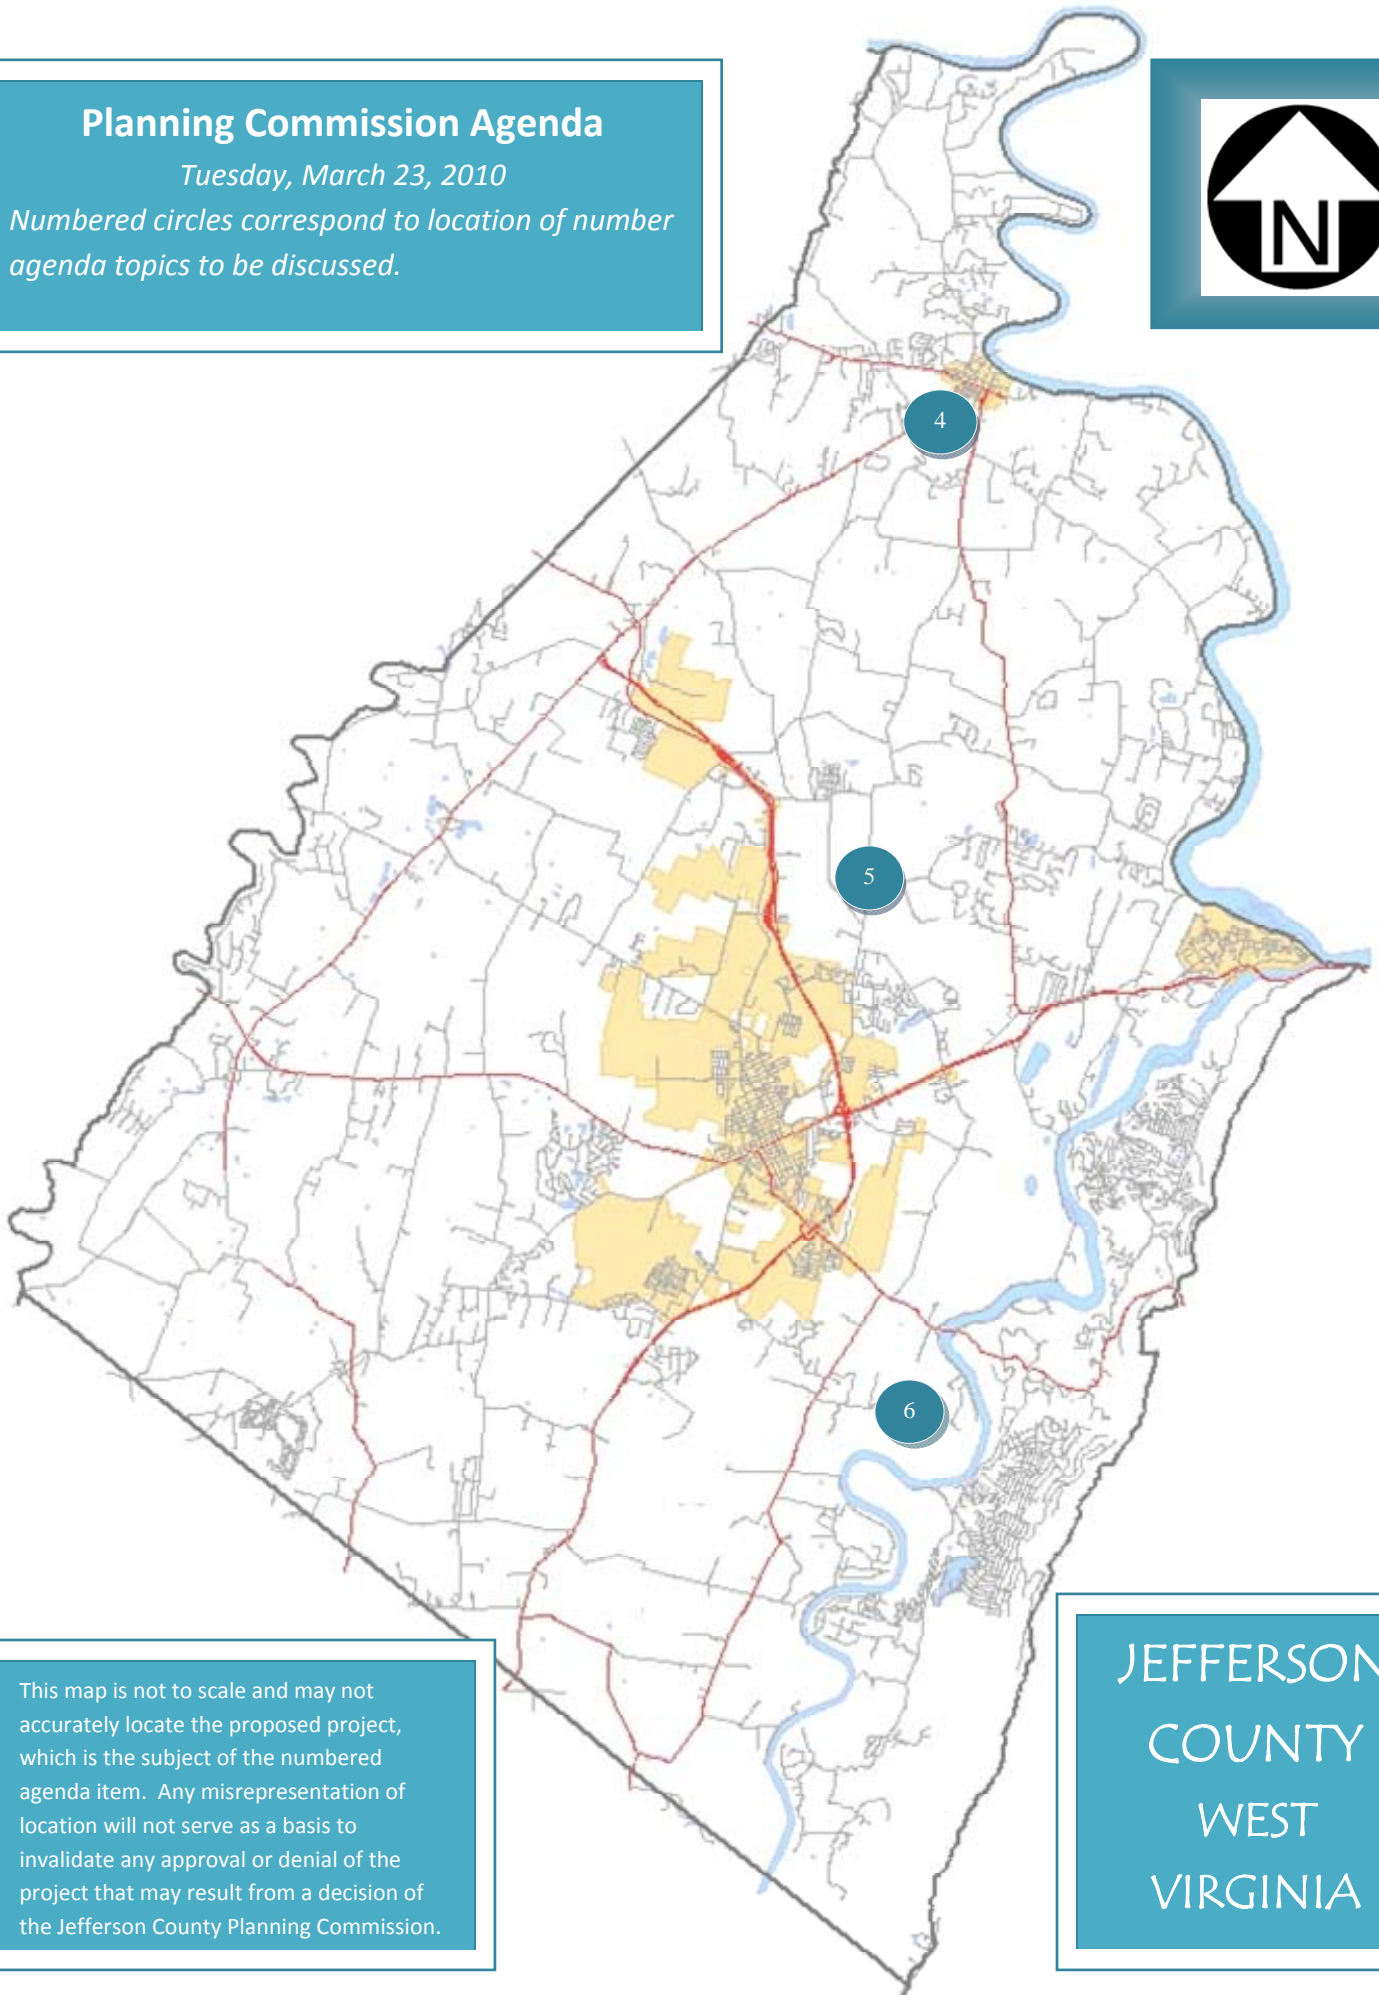 Planning Commission Agenda
Tuesday, March 23, 2010
Numbered circles correspond to location of number
agenda topics to be discussed.
N
4
5
6
This map is not to scale and may not
accurately locate the proposed project,
which is the subject of the numbered
agenda item.  Any misrepresentation of
location will not serve as a basis to
invalidate any approval or denial of the
project that may result from a decision of
the Jefferson County Planning Commission.
JEFFERSON
COUNTY
WEST
VIRGINIA